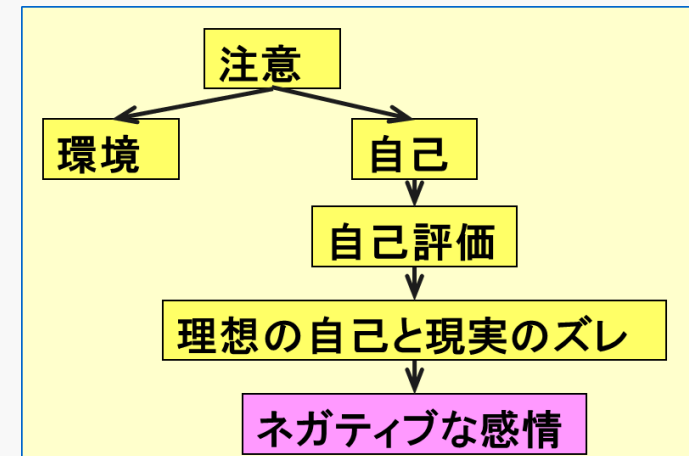 注意
環境
自己
自己評価
理想の自己と現実のズレ
ネガティブな感情